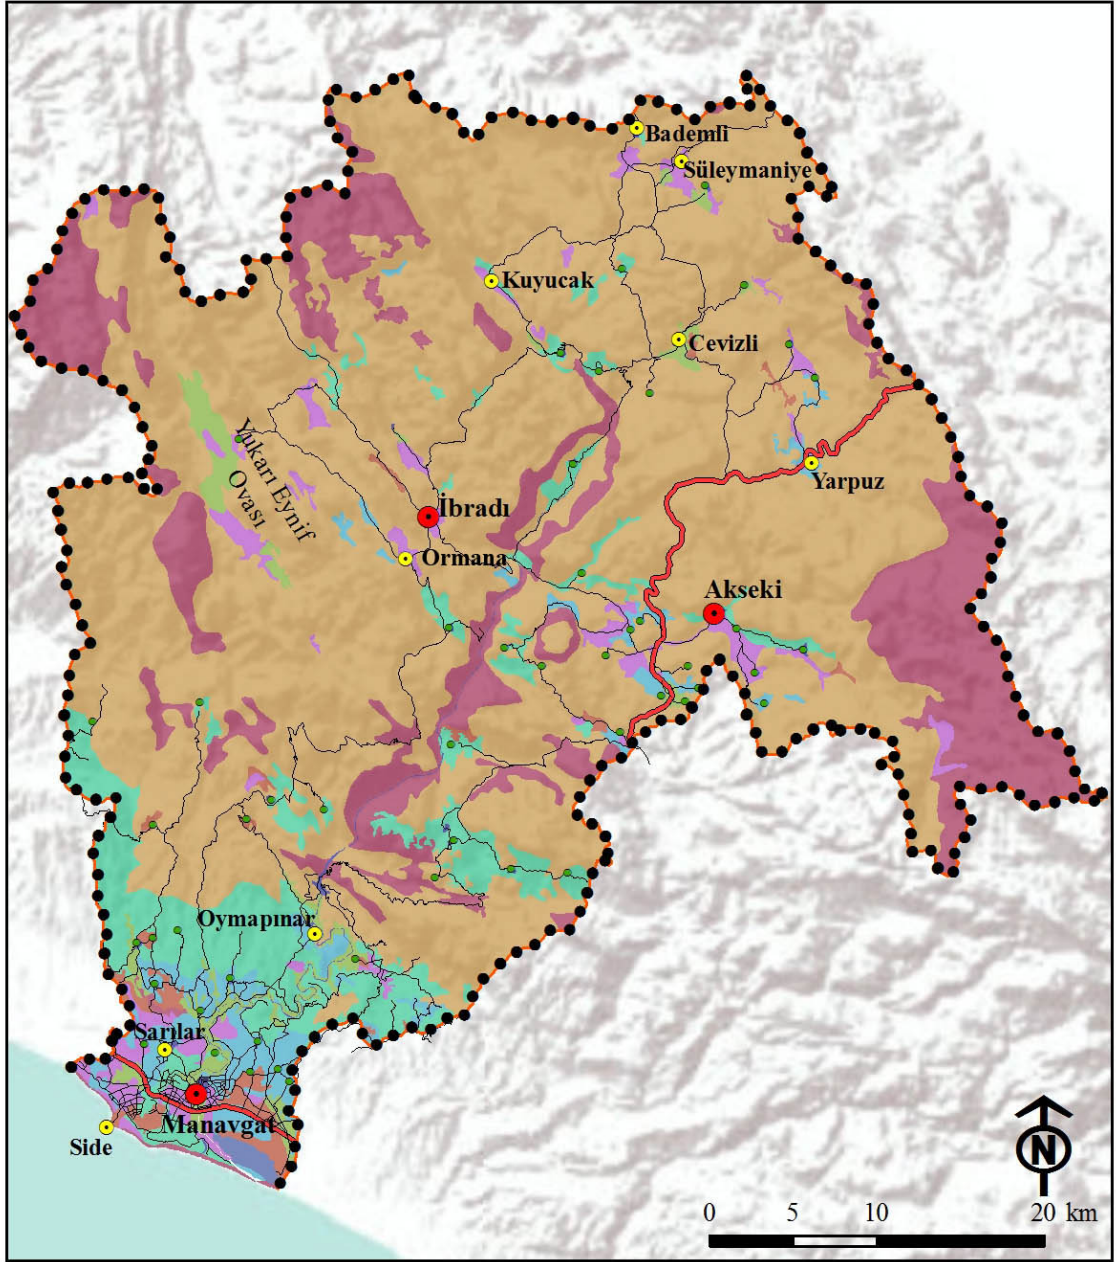 Bademli
Süleymaniye
Kuyucak
Cevizli
Yukarı Eynif
Ovası
Yarpuz
İbradı
Ormana
Akseki
Oymapınar
Sarılar
Manavgat
Side
N
0 5 10 20 km